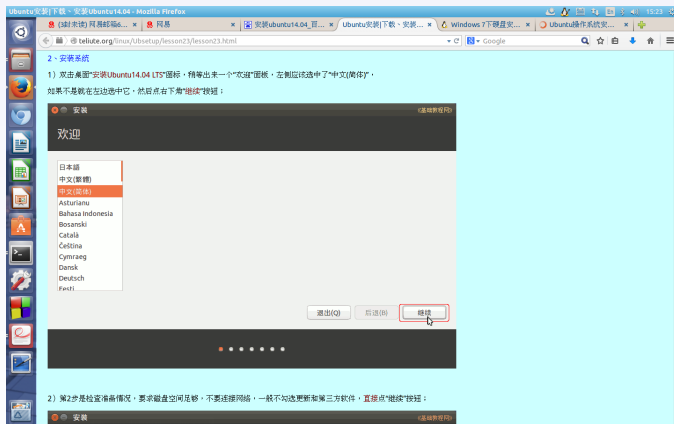 Ubuntu安装|下载、安装Ubuntu14.04 - Mozilla Firefox
15:23
网易
安装ubuntu14.04_百...
Ubuntu安装|下载、安装...
Windows 7下硬盘安...
Ubuntu操作系统安...
teliute.org/linux/Ubsetup/lesson23/lesson23.html
Google
2、安装系统
1）双击桌面"安装Ubuntu14.04 LTS"图标，稍等出来一个"欢迎"面板，左侧应该选中了"中文(简体)"，
如果不是就在左边选中它，然后点右下角"继续"按钮；
安装
《基础教程网》
欢迎
日本語
中文(繁體)
中文(简体)
Asturianu
Bahasa Indonesia
Bosanski
Català
Čeština
Cymraeg
Dansk
Deutsch
Eesti
退出(Q)
后退(B)
继续
2）第2步是检查准备情况，要求磁盘空间足够，不要连接网络，一般不勾选更新和第三方软件，直接点"继续"按钮；
安装
《基础教程网》